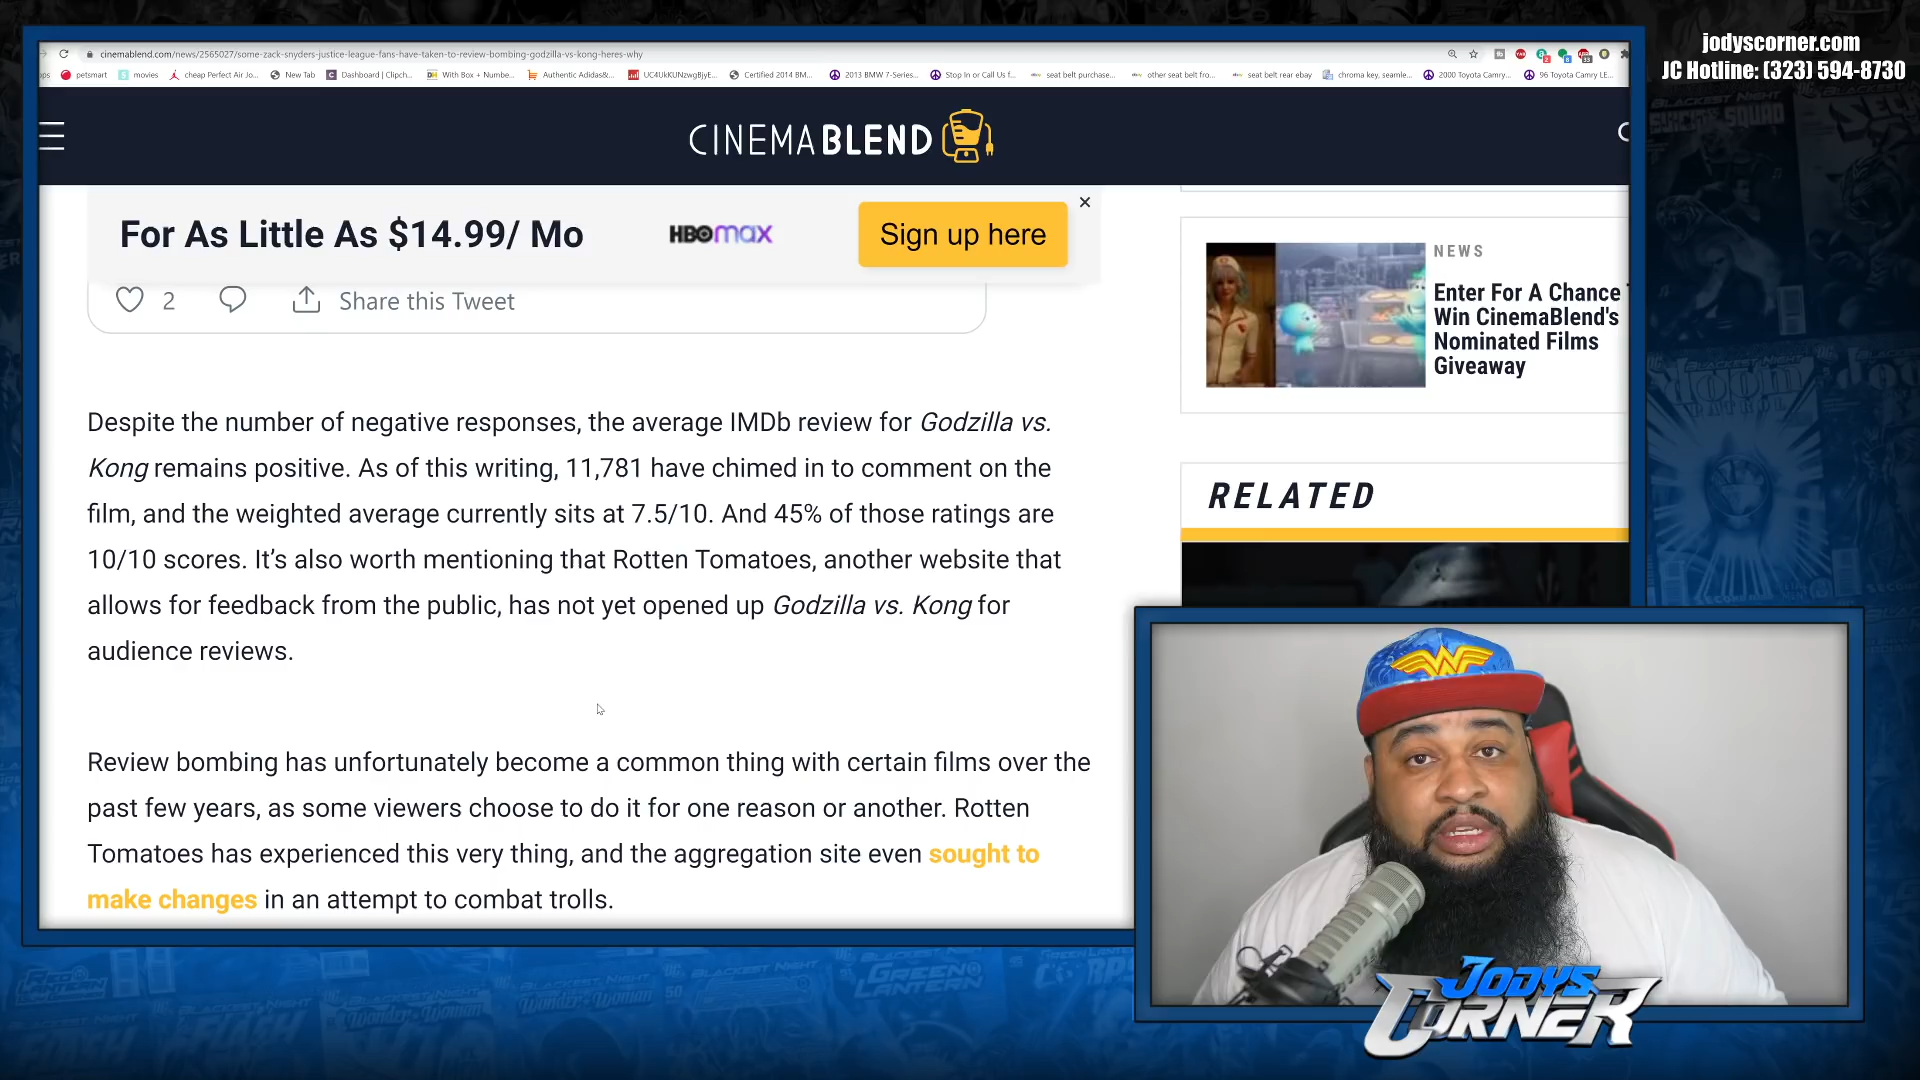 jodyscorner.com
JC Hotline: (323) 594-8730
cinemablend.com/news/2565027/some-zack-snyders-justice-league-fans-have-taken-to-review-bombing-godzilla-vs-kong-heres-why
petsmart
movies
cheap Perfect Air Jo...
New Tab
Dashboard | Clipch...
With Box + Numbe...
Authentic Adidas&...
Certified 2014 BM...
2013 BMW 7-Series...
Stop In or Call Us f...
seat belt purchase...
other seat belt fro...
seat belt rear ebay
chroma key, seamle...
2000 Toyota Camry...
96 Toyota Camry LE...
CINEMABLEND
For As Little As $14.99/ Mo
HBOmax
Sign up here
2
Share this Tweet
NEWS
Enter For A Chance
Win CinemaBlend's
Nominated Films
Giveaway
Despite the number of negative responses, the average IMDb review for Godzilla vs.
Kong remains positive. As of this writing, 11,781 have chimed in to comment on the
film, and the weighted average currently sits at 7.5/10. And 45% of those ratings are
10/10 scores. It’s also worth mentioning that Rotten Tomatoes, another website that
allows for feedback from the public, has not yet opened up Godzilla vs. Kong for
audience reviews.
RELATED
Review bombing has unfortunately become a common thing with certain films over the
past few years, as some viewers choose to do it for one reason or another. Rotten
Tomatoes has experienced this very thing, and the aggregation site even sought to
make changes in an attempt to combat trolls.
JODYS
CORNER